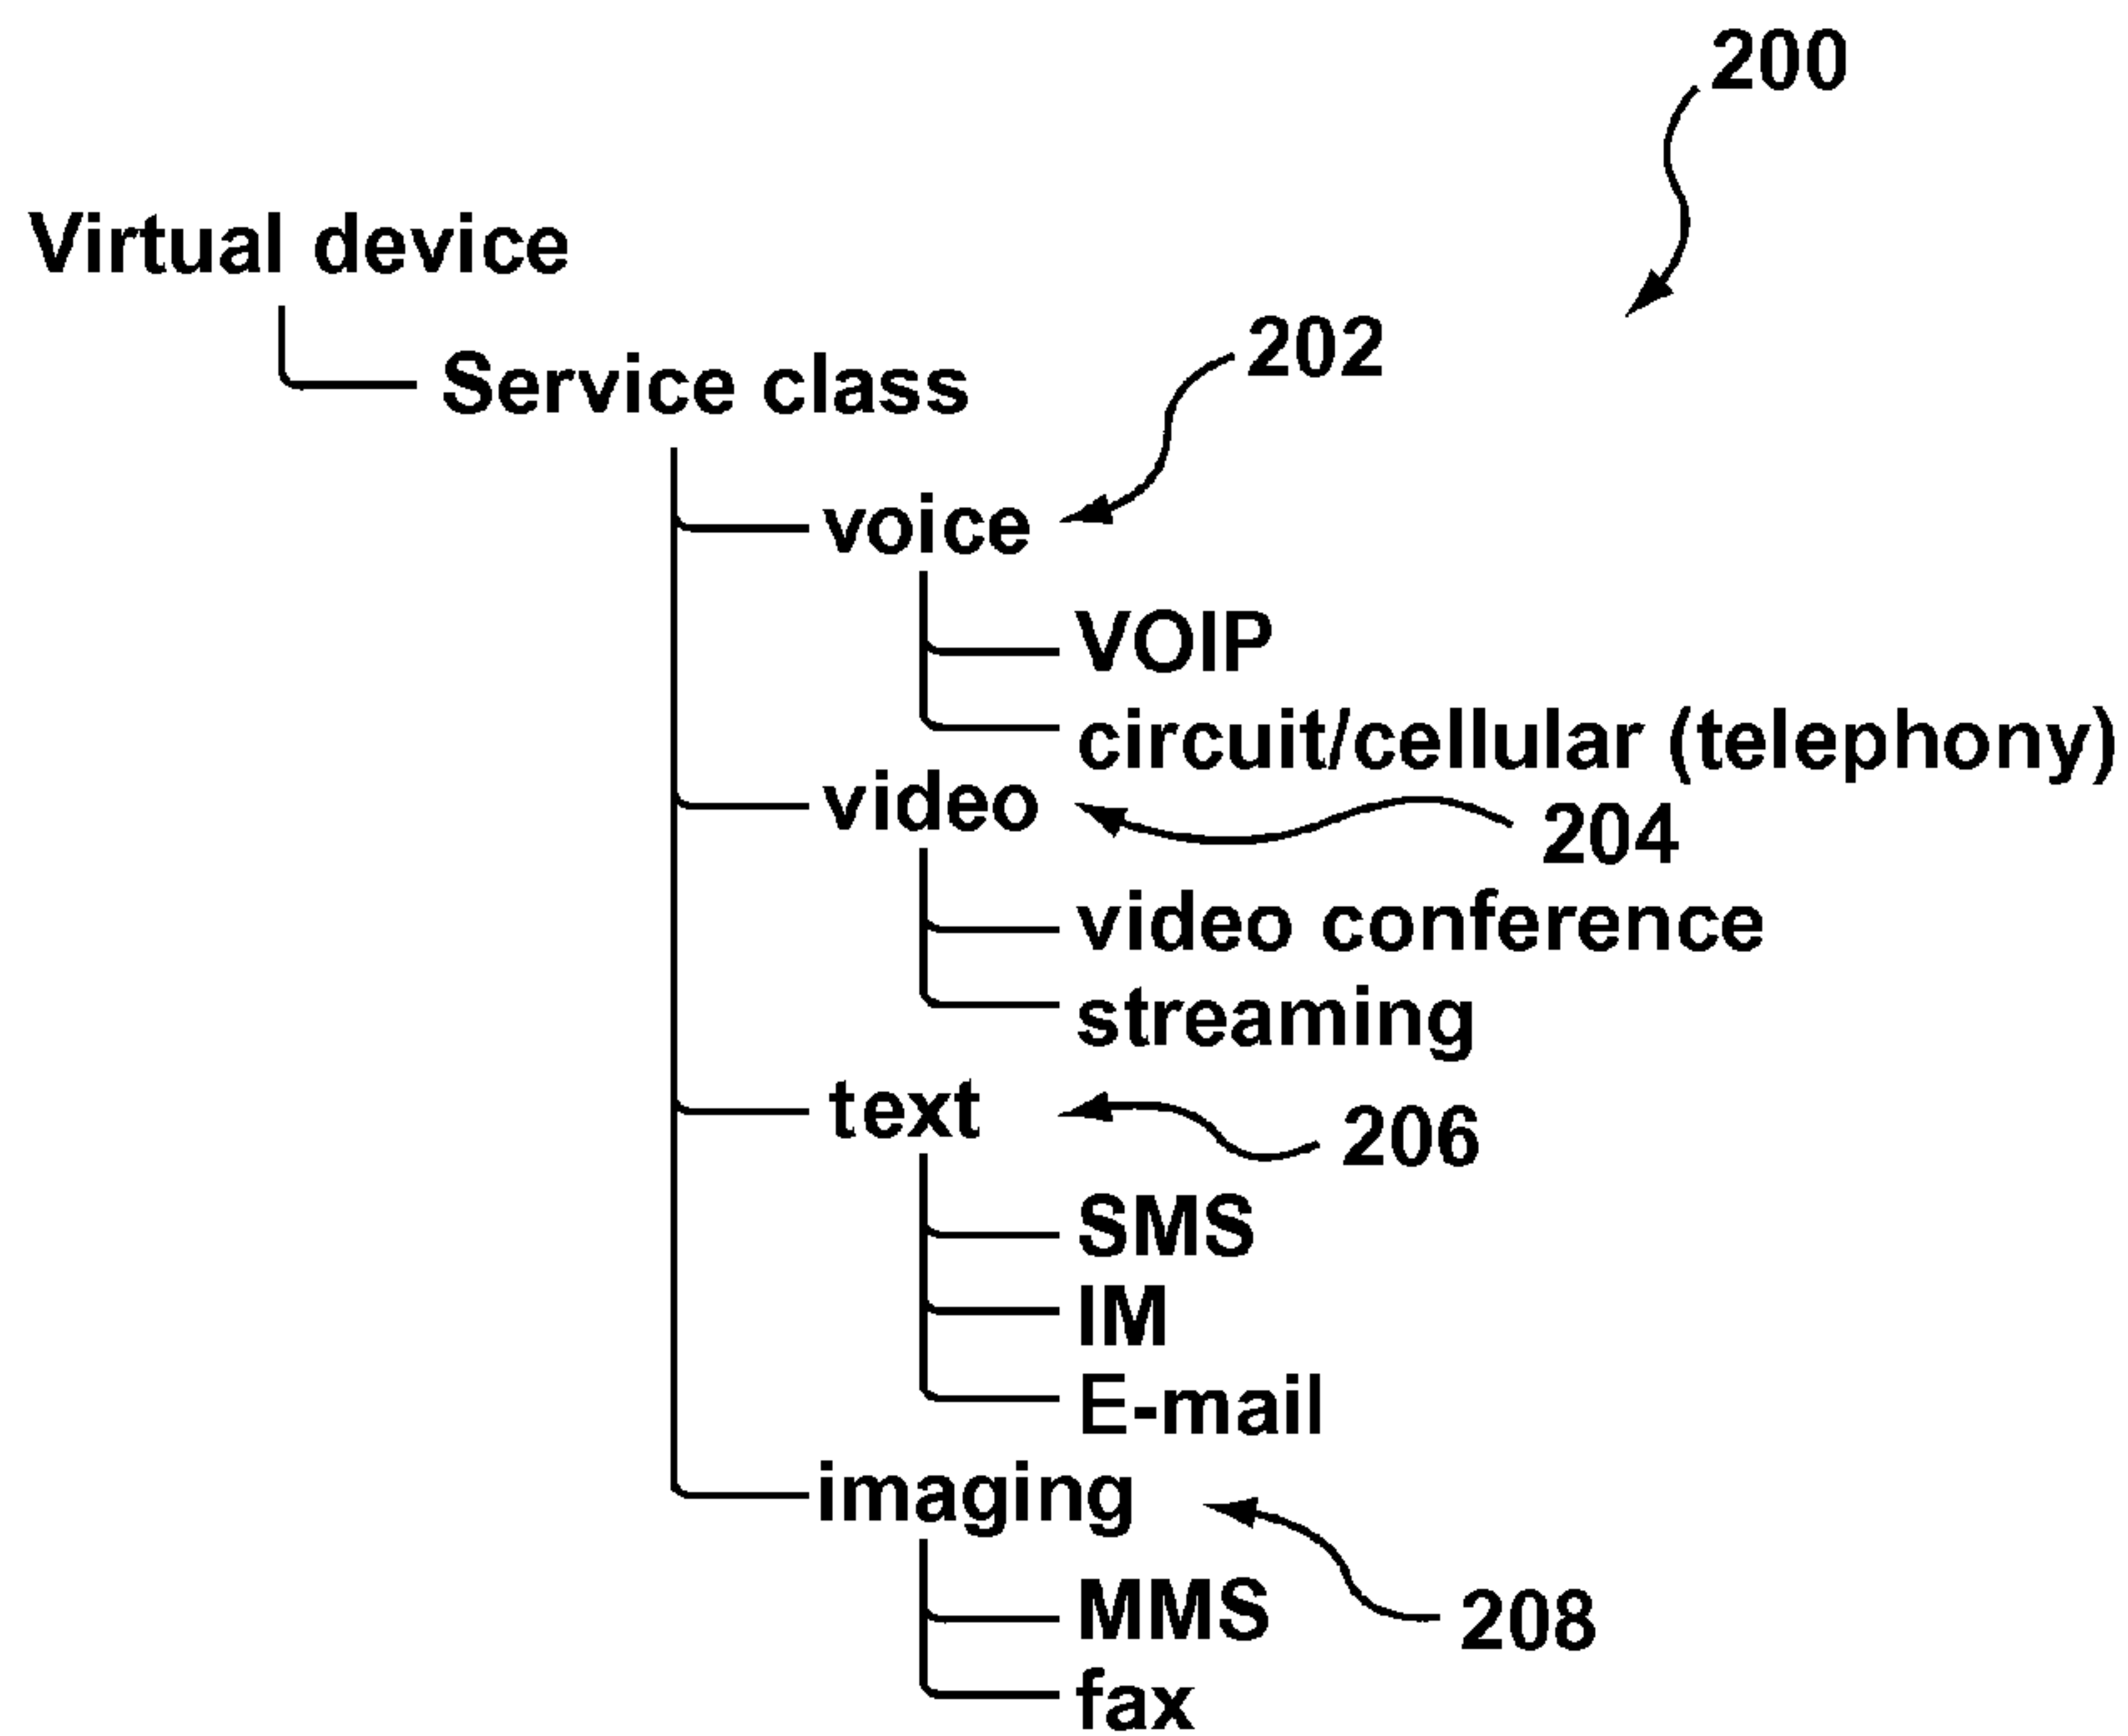 200
Virtual device
202
Service class
voice
VOIP
circuit/cellular (telephony)
video
204
video conference
streaming
text
206
SMS
IM
E-mail
imaging
MMS
208
fax